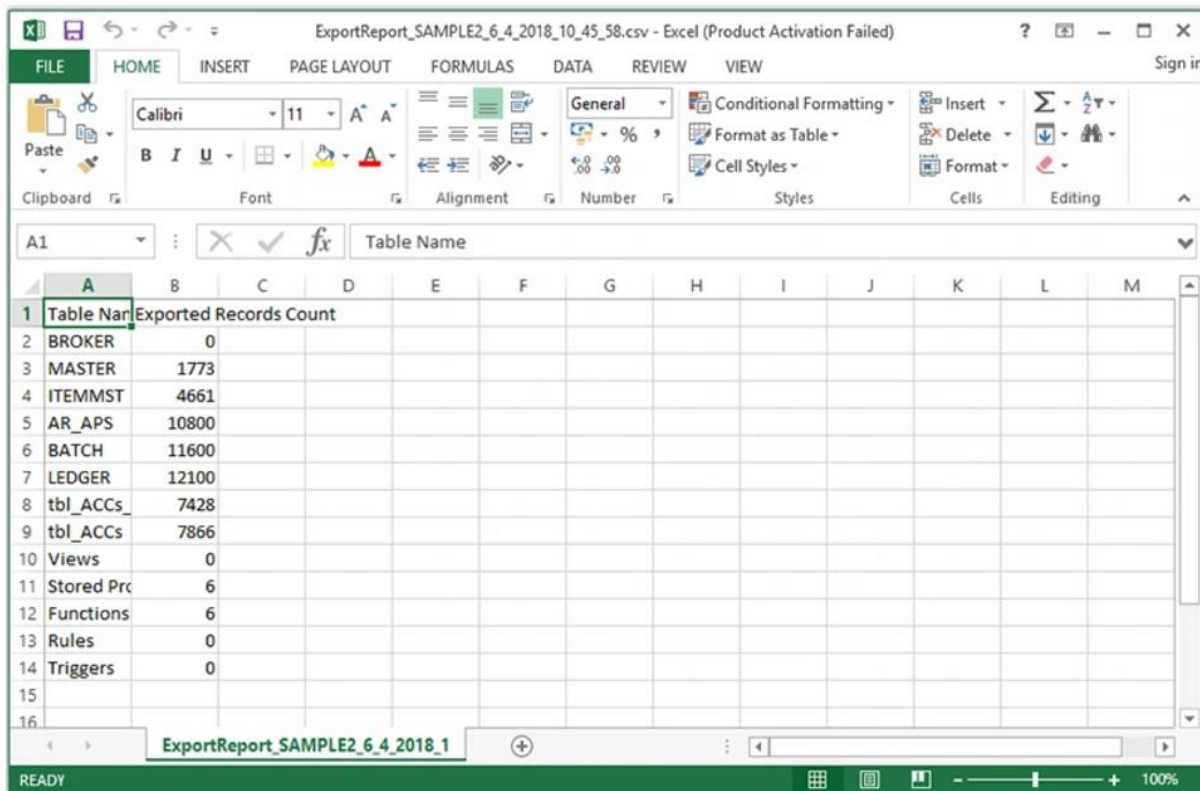 ExportReport_SAMPLE2_6_4_2018_10_45_58.csv - Excel (Product Activation Failed) ?
FILE HOME INSERT PAGE LAYOUT FORMULAS DATA REVIEW VIEW Sign in
Calibri 11 General Conditional Formatting Insert
Paste B I U % , Format as Table Delete
Cell Styles Format
Clipboard Font Alignment Number Styles Cells Editing
A1 fx Table Name
A B C D E F G H I J K L M
1 Table Nar Exported Records Count
2 BROKER 0
3 MASTER 1773
4 ITEMMST 4661
5 AR_APS 10800
6 BATCH 11600
7 LEDGER 12100
8 tbl_ACCs_ 7428
9 tbl_ACCs 7866
10 Views 0
11 Stored Pro 6
12 Functions 6
13 Rules 0
14 Triggers 0
15
16
ExportReport_SAMPLE2_6_4_2018_1
READY 100%